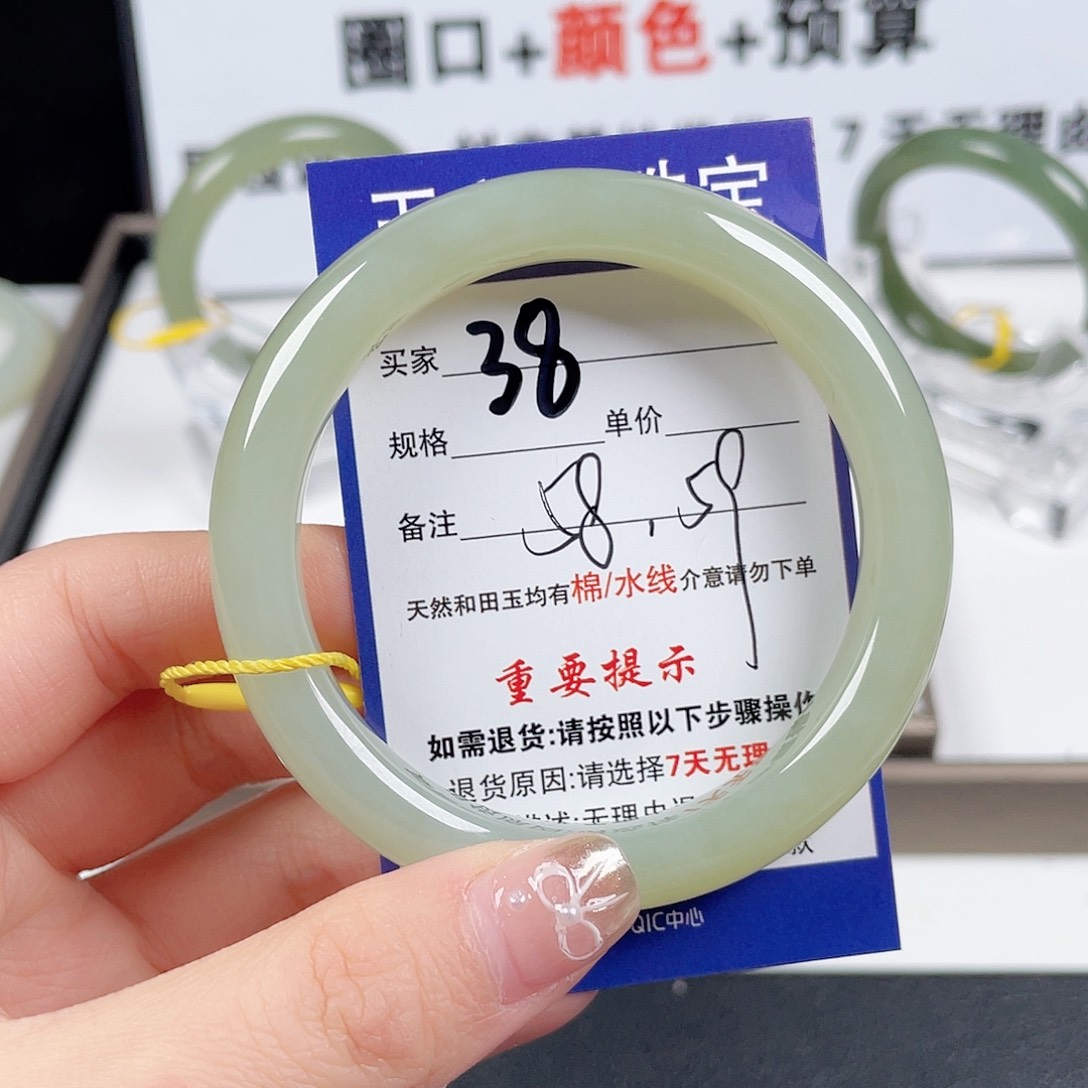 圈口+颜色+预算
7天无理
宝
买家 38
规格 单价
备注 58,59
天然和田玉均有棉/水线介意请勿下单
重要提示
如需退货:请按照以下步骤操作
退货原因:请选择7天无理
QIC中心